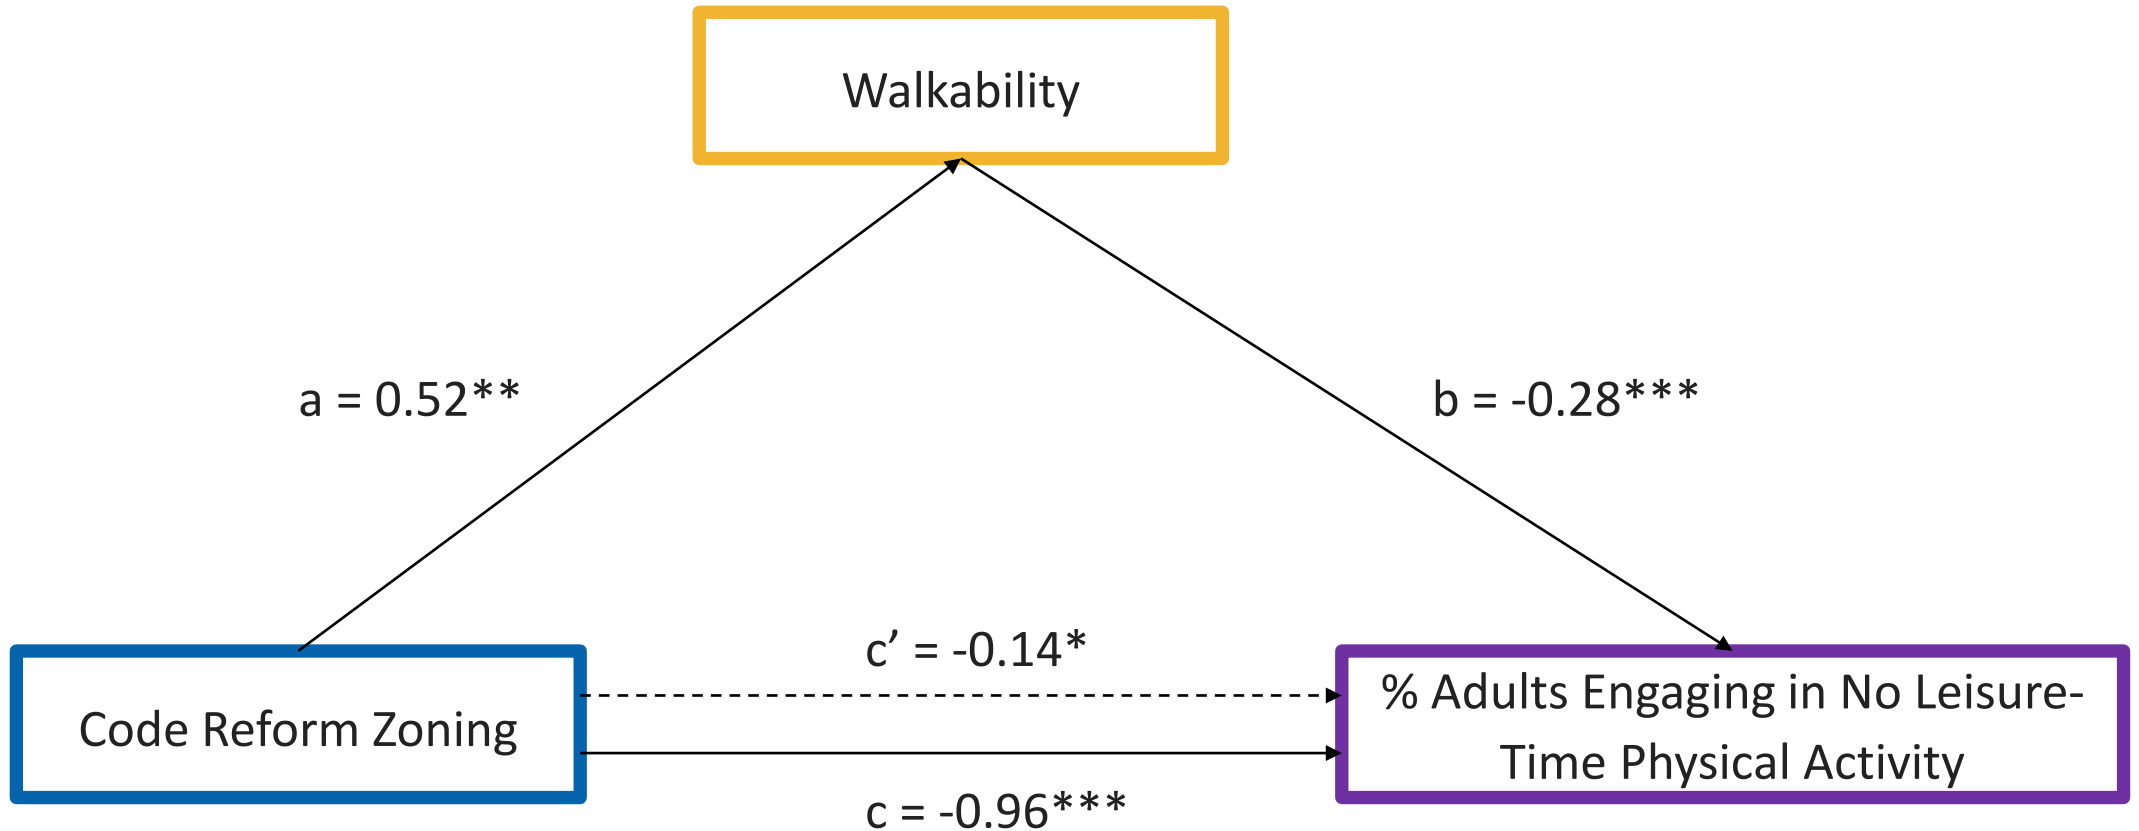 Walkability
a = 0.52**
b = -0.28***
c’ = -0.14*
Code Reform Zoning
% Adults Engaging in No Leisure-
Time Physical Activity
c = -0.96***